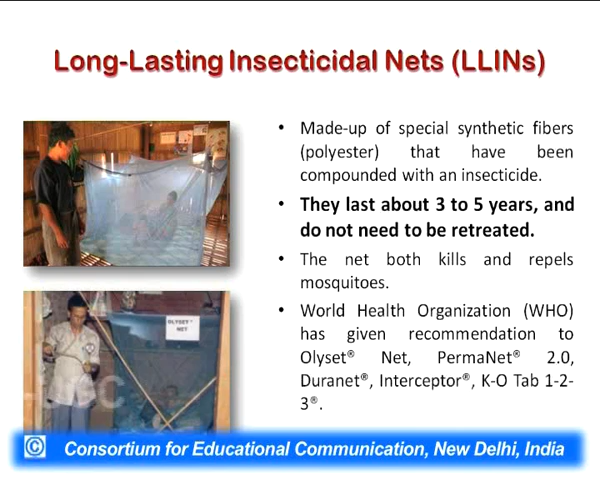 Long-Lasting Insecticidal Nets (LLINs)
• Made-up of special synthetic fibers
(polyester) that have been
compounded with an insecticide.
• They last about 3 to 5 years, and
do not need to be retreated.
• The net both kills and repels
mosquitoes.
• World Health Organization (WHO)
has given recommendation to
Olyset® Net, PermaNet® 2.0,
Duranet®, Interceptor®, K-O Tab 1-2-
3®.
OLYSET®
NET
© Consortium for Educational Communication, New Delhi, India